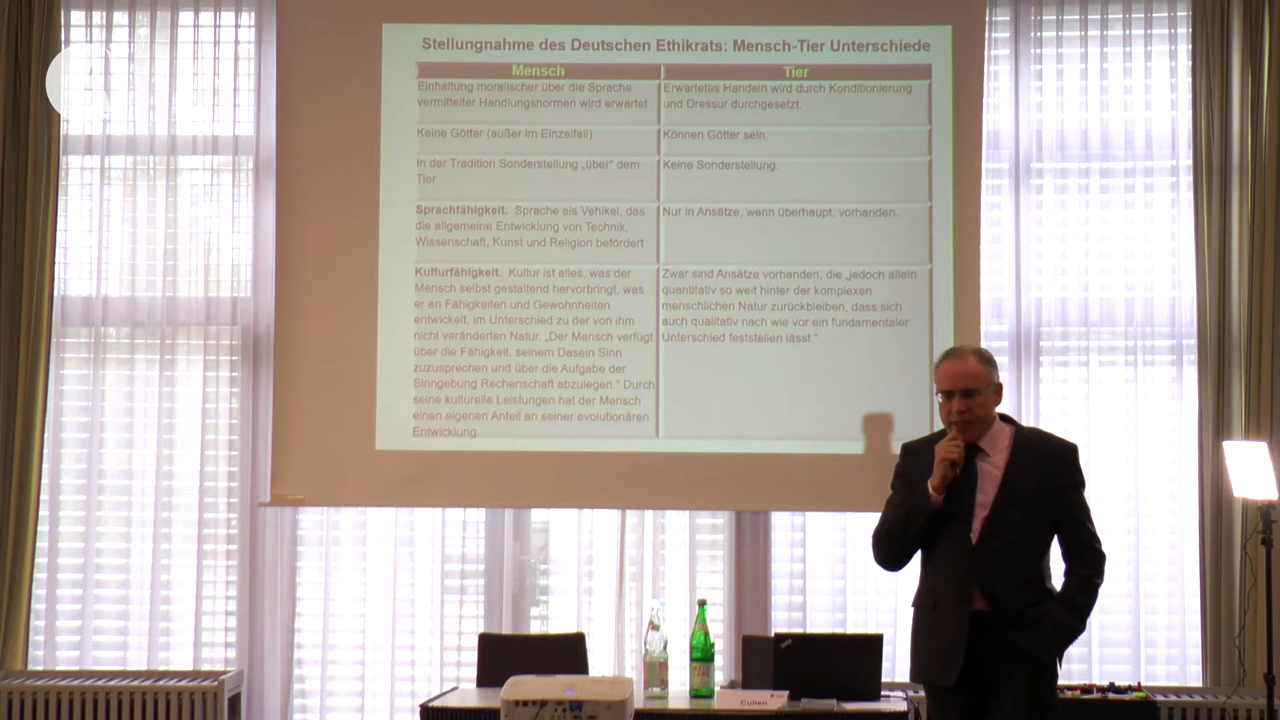 Stellungnahme des Deutschen Ethikrats: Mensch-Tier Unterschiede
Mensch
Tier
Einhaltung moralischer über die Sprache
vermittelter Handlungsnormen wird erwartet
Erwartetes Handeln wird durch Konditionierung
und Dressur durchgesetzt.
Keine Götter (außer im Einzelfall)
Können Götter sein.
In der Tradition Sonderstellung „über" dem
Tier
Keine Sonderstellung.
Sprachfähigkeit. Sprache als Vehikel, das
die allgemeine Entwicklung von Technik,
Wissenschaft, Kunst und Religion befördert
Nur in Ansätze, wenn überhaupt, vorhanden.
Kulturfähigkeit. Kultur ist alles, was der
Mensch selbst gestaltend hervorbringt, was
er an Fähigkeiten und Gewohnheiten
entwickelt, im Unterschied zu der von ihm
nicht veränderten Natur. „Der Mensch verfügt
über die Fähigkeit, seinem Dasein Sinn
zuzusprechen und über die Aufgabe der
Sinngebung Rechenschaft abzulegen." Durch
seine kulturelle Leistungen hat der Mensch
einen eigenen Anteil an seiner evolutionären
Entwicklung.
Zwar sind Ansätze vorhanden, die „jedoch allein
quantitativ so weit hinter der komplexen
menschlichen Natur zurückbleiben, dass sich
auch qualitativ nach wie vor ein fundamentaler
Unterschied feststellen lässt."
Cullen